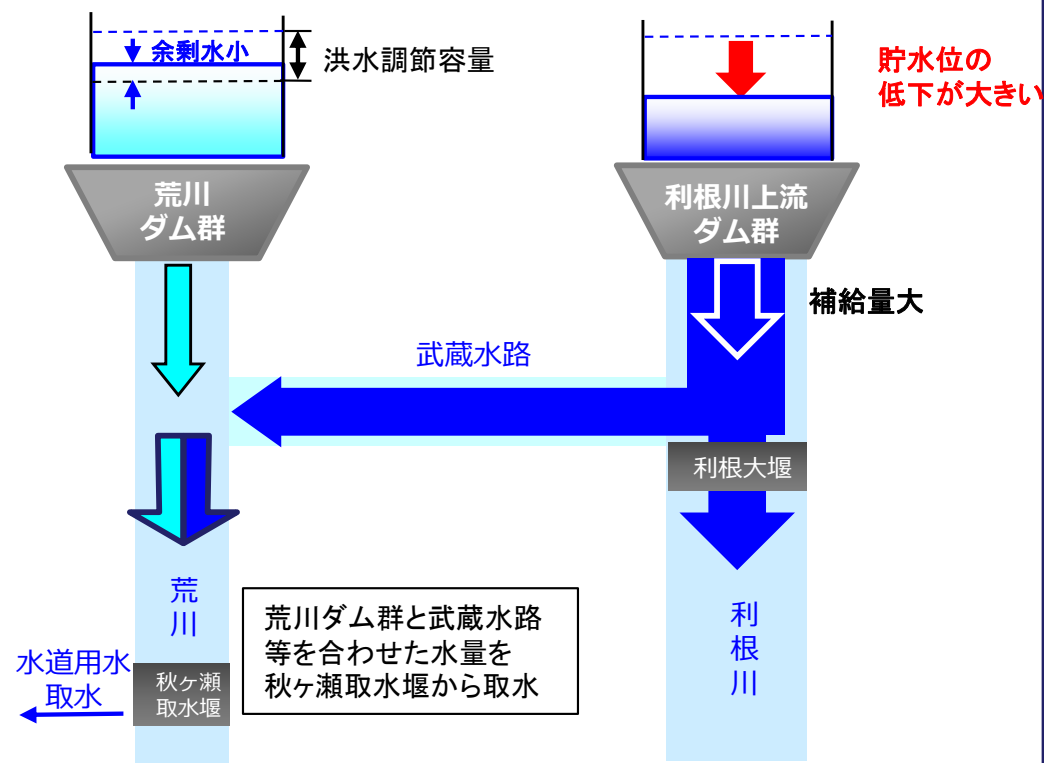 余剰水小
洪水調節容量
貯水位の
低下が大きい
荒川
ダム群
利根川上流
ダム群
補給量大
武蔵水路
利根大堰
荒川
利根川
荒川ダム群と武蔵水路
等を合わせた水量を
秋ヶ瀬取水堰から取水
水道用水
取水
秋ヶ瀬
取水堰